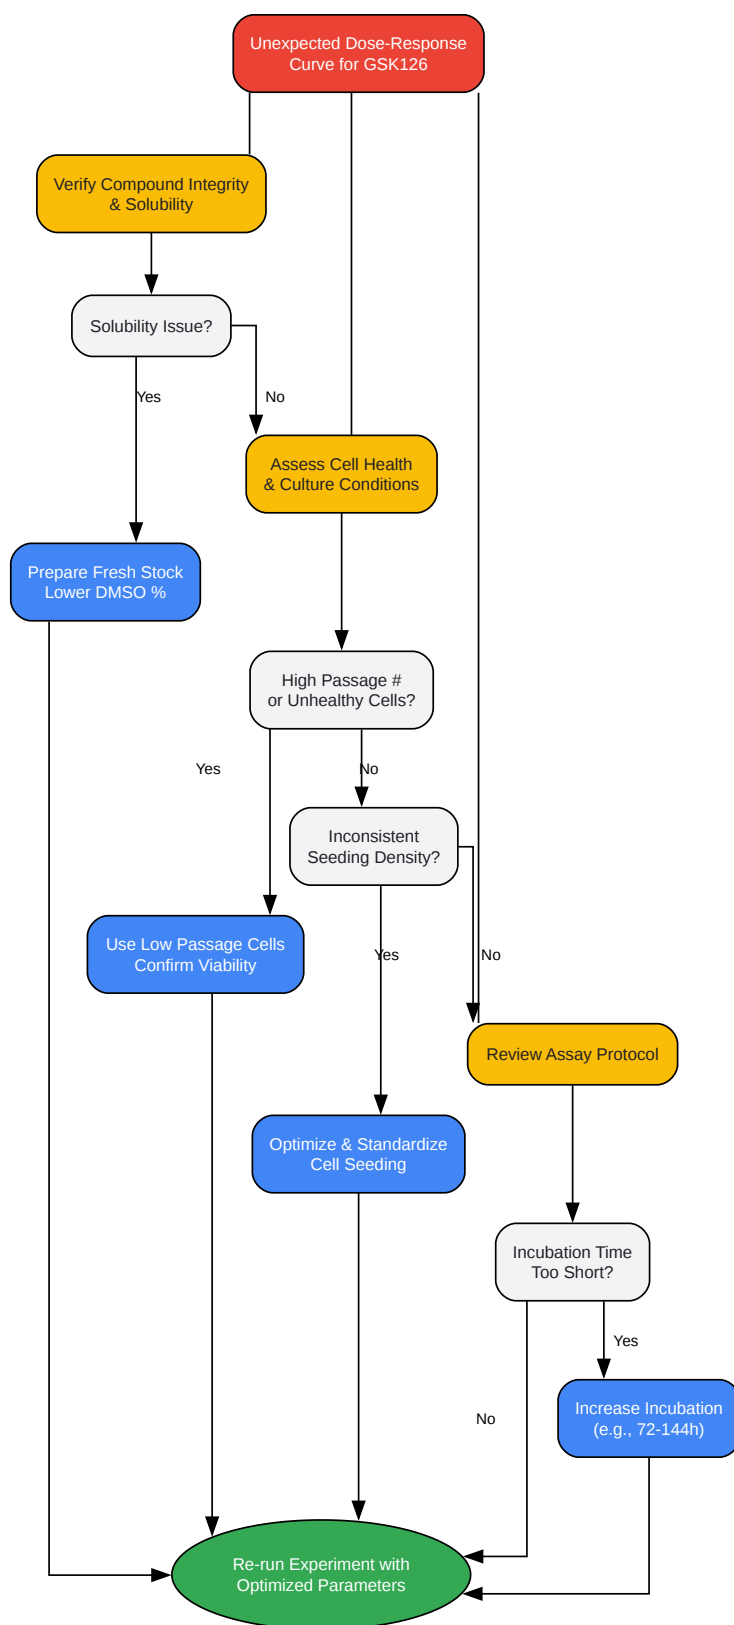 Unexpected Dose-Response
Curve for GSK126
Verify Compound Integrity
& Solubility
Solubility Issue?
Yes
No
Assess Cell Health
& Culture Conditions
Prepare Fresh Stock
Lower DMSO %
High Passage #
or Unhealthy Cells?
Yes
No
Inconsistent
Seeding Density?
Use Low Passage Cells
Confirm Viability
Yes
No
Review Assay Protocol
Optimize & Standardize
Cell Seeding
Incubation Time
Too Short?
Yes
Increase Incubation
(e.g., 72-144h)
No
Re-run Experiment with
Optimized Parameters